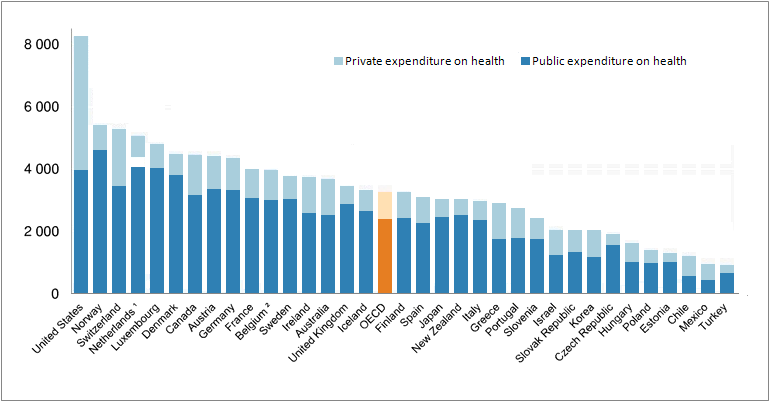 8 000
6 000
4 000
2 000
0
Private expenditure on health
Public expenditure on health
United States
Norway
Switzerland
Netherlands ¹
Luxembourg
Denmark
Canada
Austria
Germany
France
Belgium ²
Sweden
Ireland
Australia
United Kingdom
Iceland
OECD
Finland
Spain
Japan
New Zealand
Italy
Greece
Portugal
Slovenia
Israel
Slovak Republic
Korea
Czech Republic
Hungary
Poland
Estonia
Chile
Mexico
Turkey